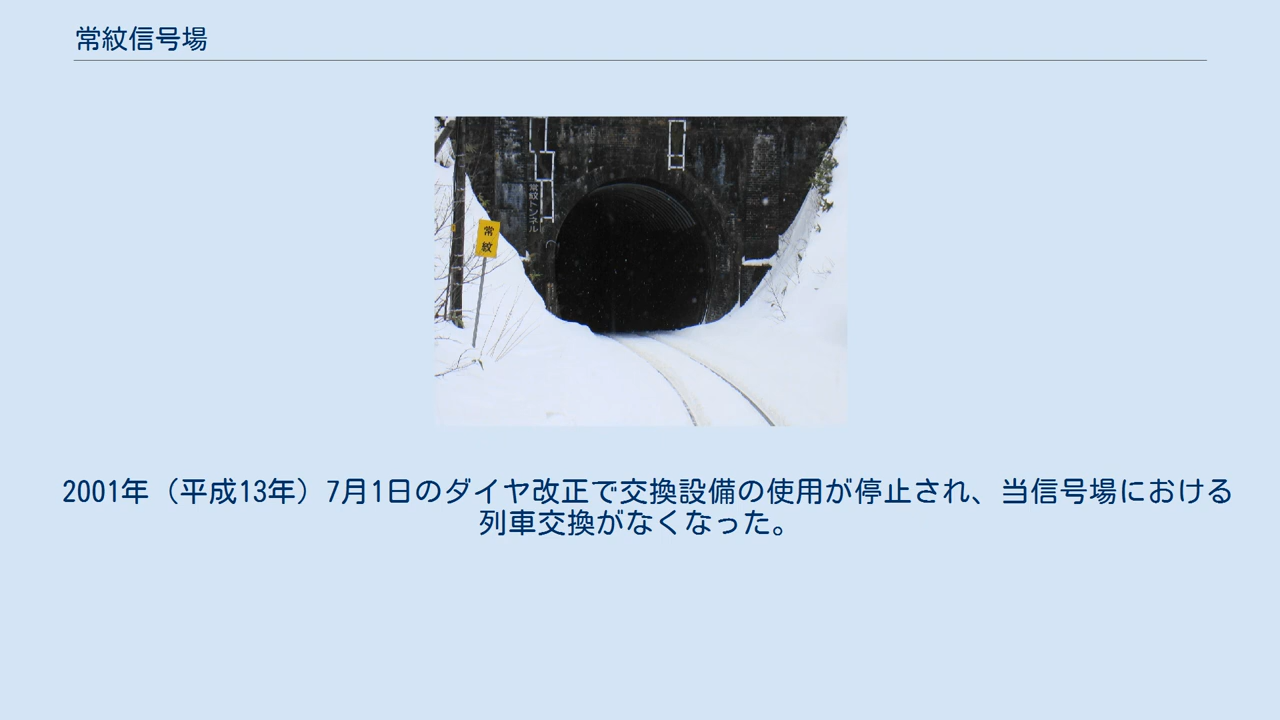 常紋信号場
常紋トンネル
常紋
2001年（平成13年）7月1日のダイヤ改正で交換設備の使用が停止され、当信号場における
列車交換がなくなった。